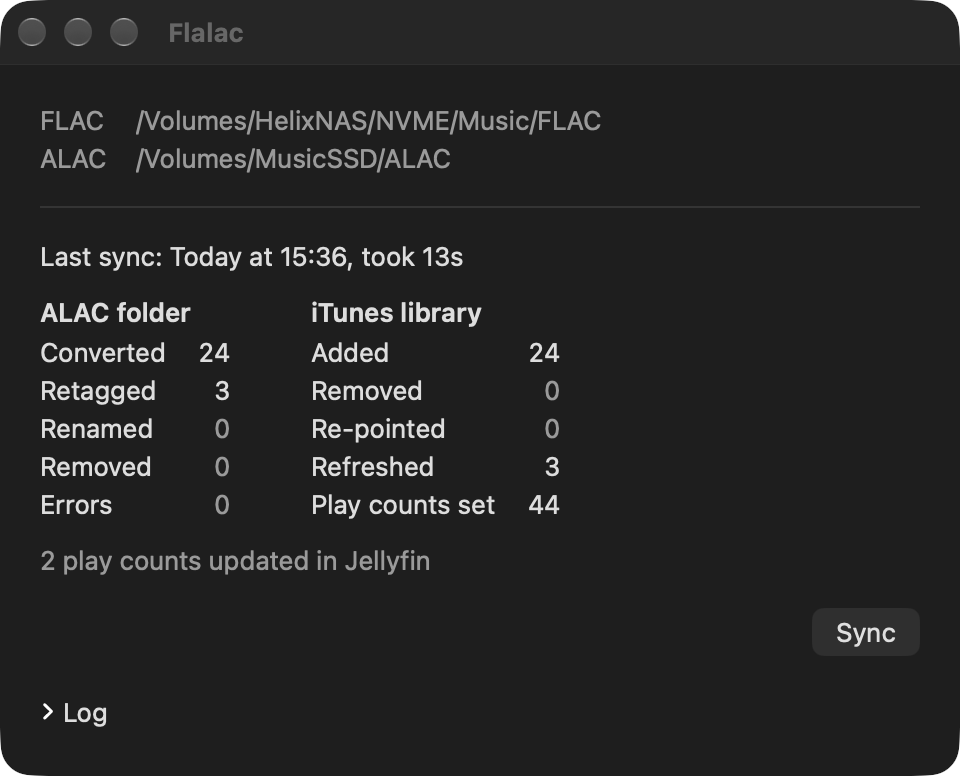 Flalac
FLAC /Volumes/HelixNAS/NVME/Music/FLAC
ALAC /Volumes/MusicSSD/ALAC
Last sync: Today at 15:36, took 13s
ALAC folder iTunes library
Converted 24 Added 24
Retagged 3 Removed 0
Renamed 0 Re-pointed 0
Removed 0 Refreshed 3
Errors 0 Play counts set 44
2 play counts updated in Jellyfin
Sync
Log